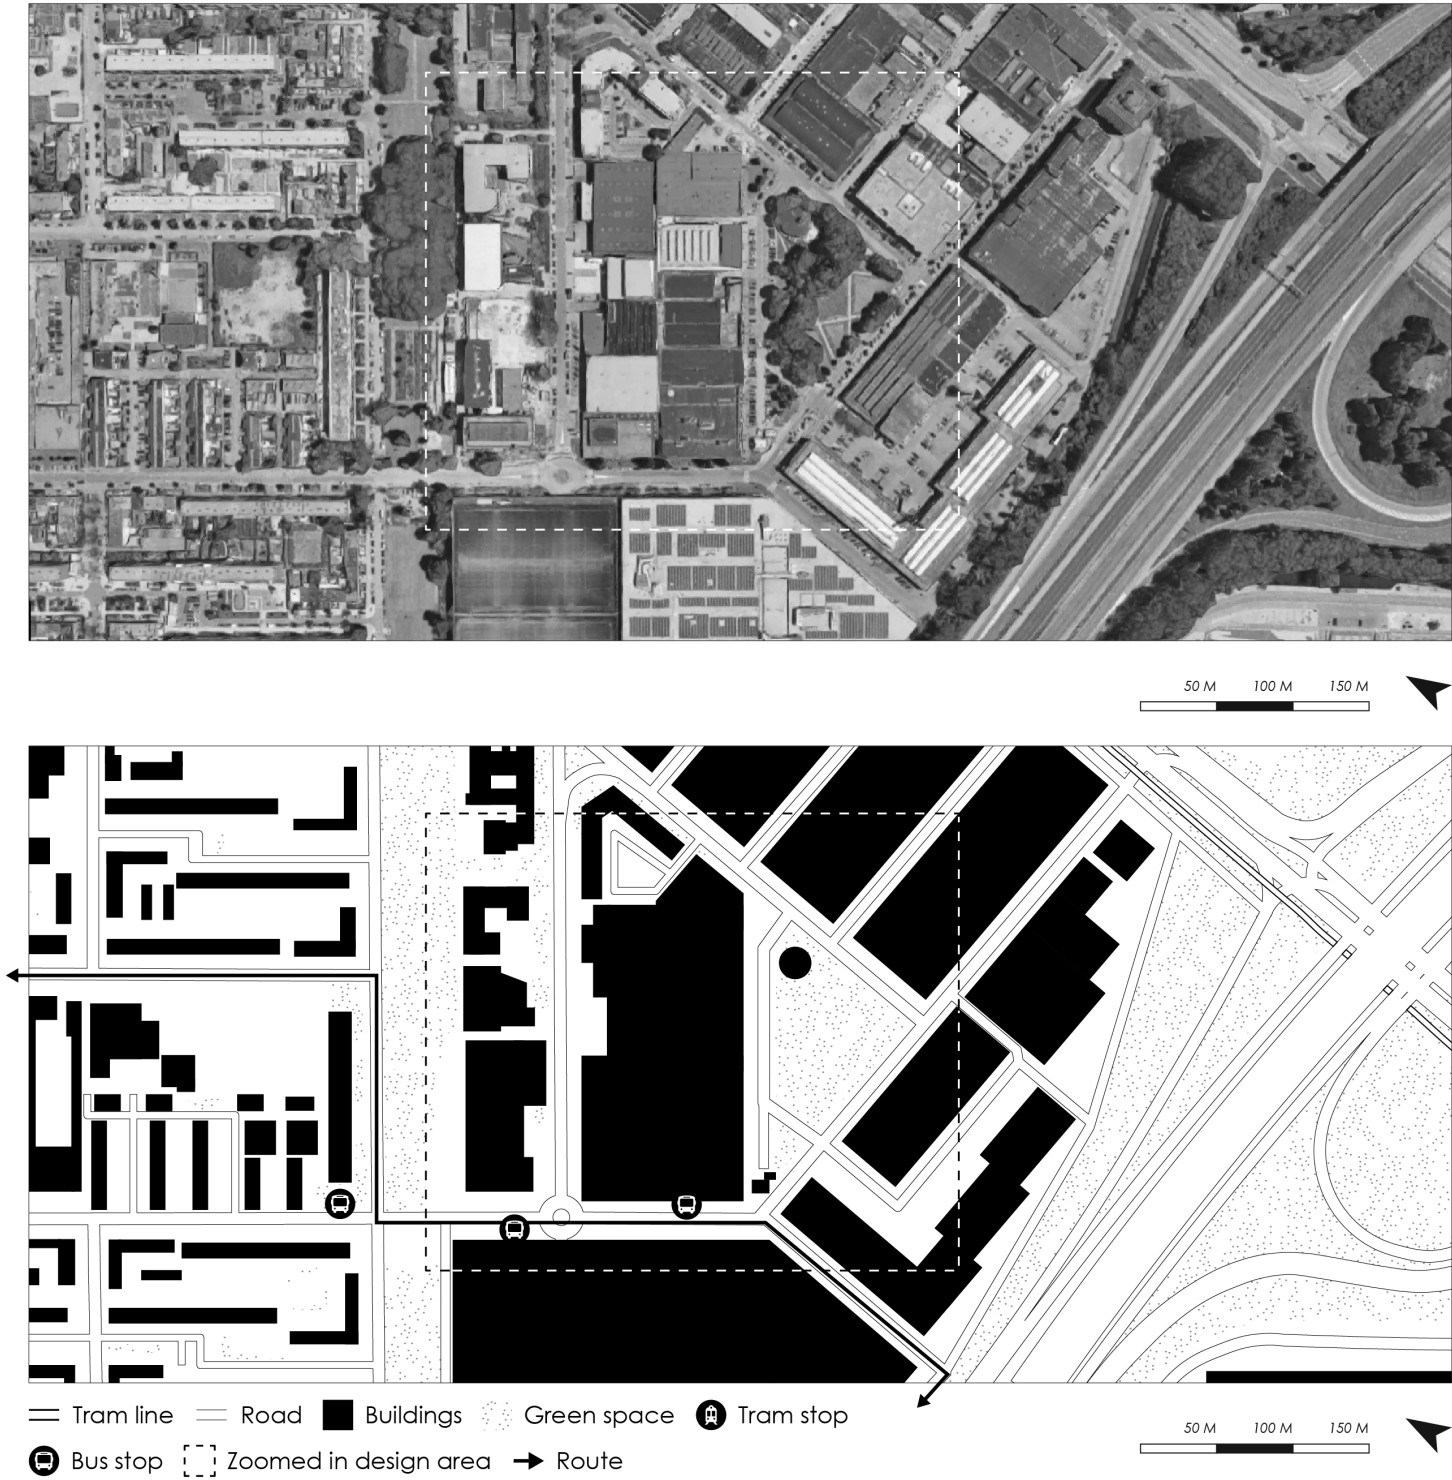 50 M 100 M 150 M
Tram line Road Buildings Green space Tram stop
Bus stop Zoomed in design area Route
50 M 100 M 150 M